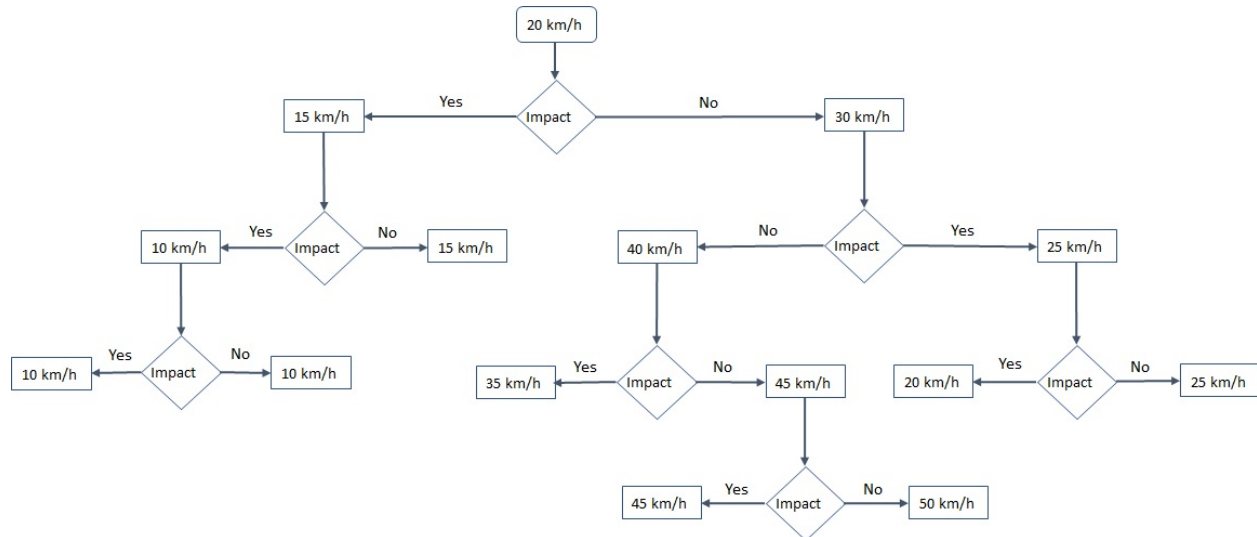 20 km/h
Impact
Yes
No
15 km/h
30 km/h
Impact
Yes
No
10 km/h
15 km/h
Impact
No
Yes
40 km/h
25 km/h
Impact
Yes
No
10 km/h
10 km/h
Impact
Yes
No
35 km/h
45 km/h
Impact
Yes
No
20 km/h
25 km/h
Impact
Yes
No
45 km/h
50 km/h